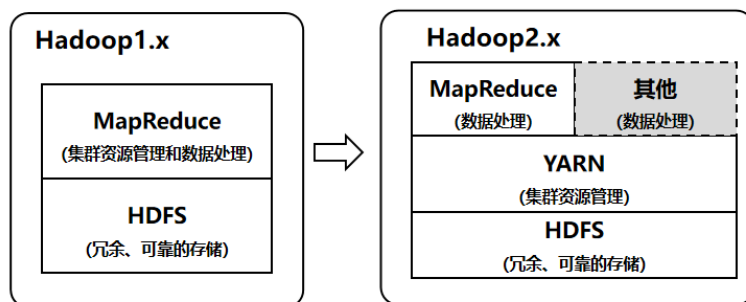 Hadoop1.x
MapReduce
(集群资源管理和数据处理)
HDFS
(冗余、可靠的存储)
Hadoop2.x
MapReduce
(数据处理)
其他
(数据处理)
YARN
(集群资源管理)
HDFS
(冗余、可靠的存储)